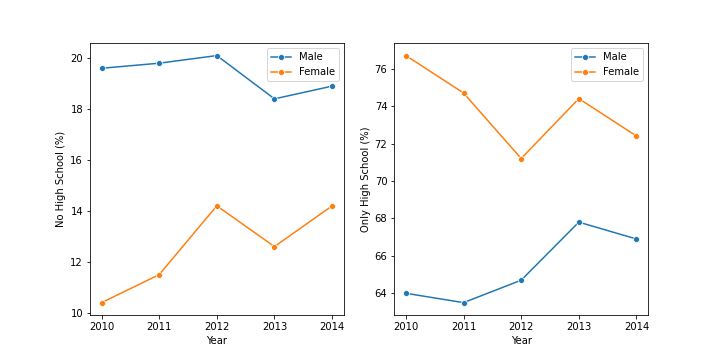 No High School (%)
20
18
16
14
12
10
2010 2011 2012 2013 2014
Year
Male
Female
Only High School (%)
76
74
72
70
68
66
64
2010 2011 2012 2013 2014
Year
Male
Female